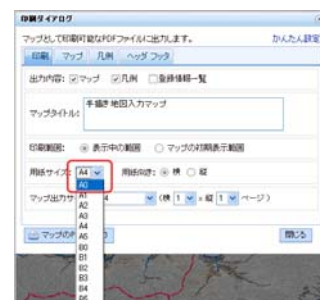 印刷ダイアログ
マップとして印刷可能なPDFファイルに出力します。 かんたん設定
印刷 マップ 凡例 ヘッダ フッタ
出力内容: マップ 凡例 登録情報一覧
マップタイトル: 手描き地図入力マップ
印刷範囲: 表示中の範囲 マップの初期表示範囲
用紙サイズ: A4 用紙向き: 横 縦
A0
マップ出力サ A1 4 (横 1 × 縦 1 ページ)
A2
A3
A4
マップの A5 閉じる
B0
B1
B2
B3
B4
B5